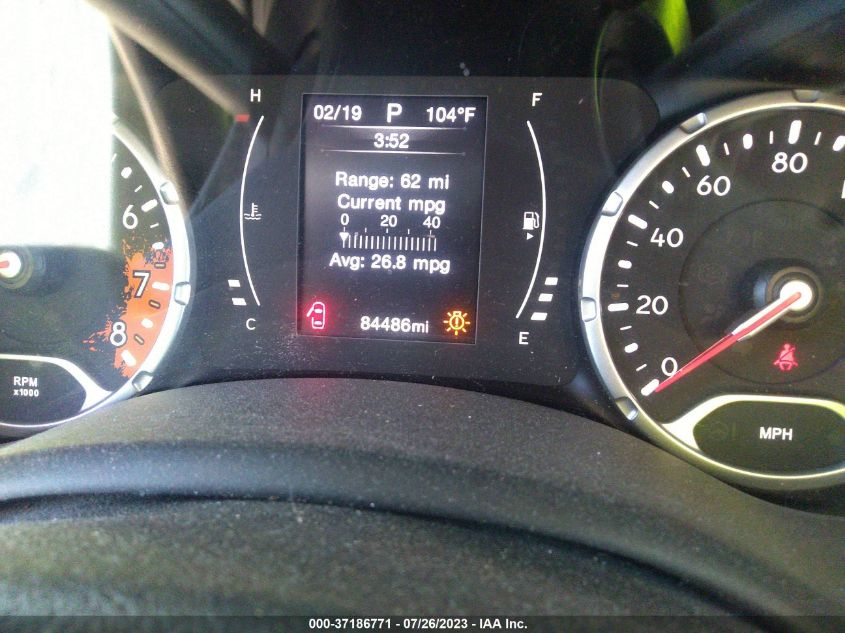 H
02/19 P 104°F
F
3:52
Range: 62 mi
Current mpg
0 20 40
Avg: 26.8 mpg
84486mi
C
E
6
7
8
RPM
x1000
0
20
40
60
80
MPH
000-37186771 - 07/26/2023 - IAA Inc.